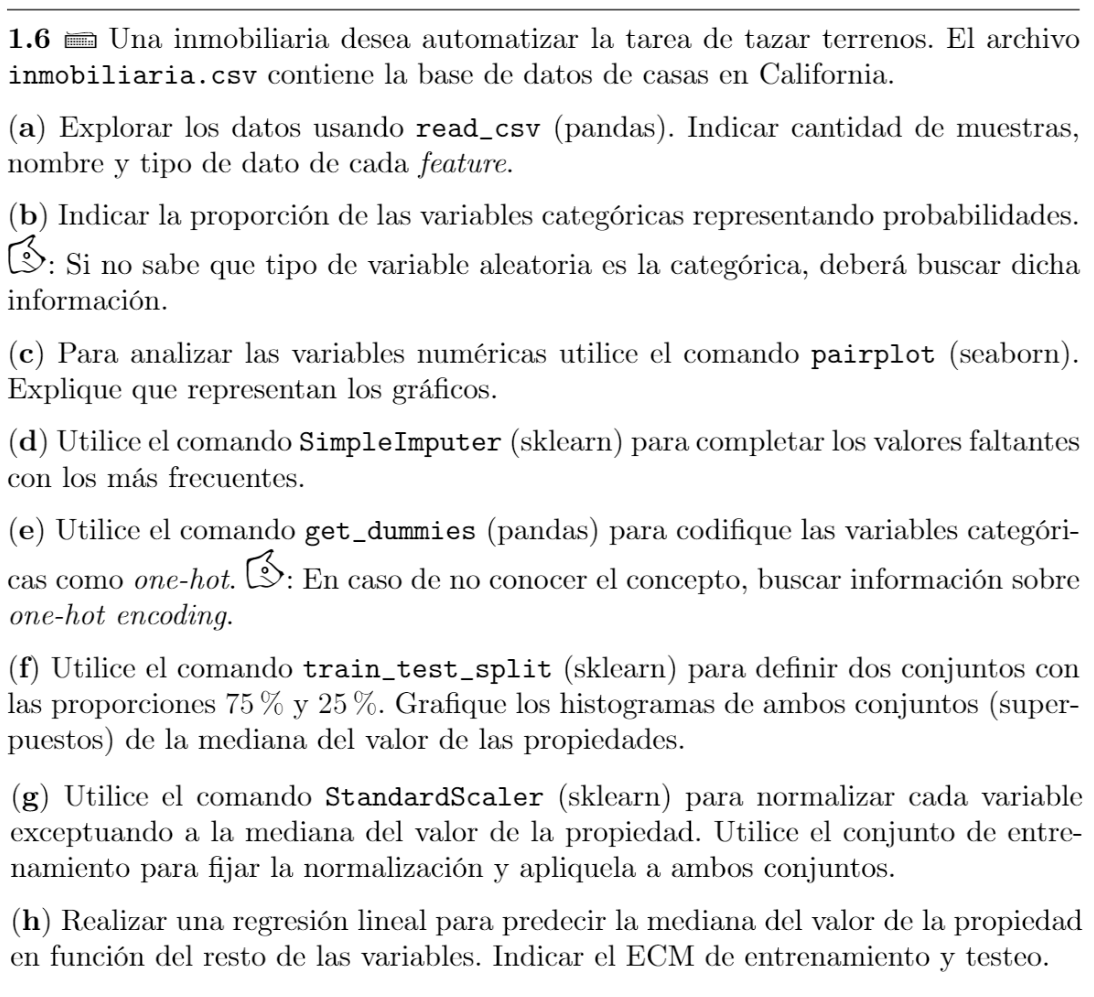 1.6 Una inmobiliaria desea automatizar la tarea de tazar terrenos. El archivo
inmobiliaria.csv contiene la base de datos de casas en California.
(a) Explorar los datos usando read_csv (pandas). Indicar cantidad de muestras,
nombre y tipo de dato de cada feature.
(b) Indicar la proporción de las variables categóricas representando probabilidades.
: Si no sabe que tipo de variable aleatoria es la categórica, deberá buscar dicha
información.
(c) Para analizar las variables numéricas utilice el comando pairplot (seaborn).
Explique que representan los gráficos.
(d) Utilice el comando SimpleImputer (sklearn) para completar los valores faltantes
con los más frecuentes.
(e) Utilice el comando get_dummies (pandas) para codifique las variables categóri-
cas como one-hot. : En caso de no conocer el concepto, buscar información sobre
one-hot encoding.
(f) Utilice el comando train_test_split (sklearn) para definir dos conjuntos con
las proporciones 75 % y 25 %. Grafique los histogramas de ambos conjuntos (super-
puestos) de la mediana del valor de las propiedades.
(g) Utilice el comando StandardScaler (sklearn) para normalizar cada variable
exceptuando a la mediana del valor de la propiedad. Utilice el conjunto de entre-
namiento para fijar la normalización y apliquela a ambos conjuntos.
(h) Realizar una regresión lineal para predecir la mediana del valor de la propiedad
en función del resto de las variables. Indicar el ECM de entrenamiento y testeo.